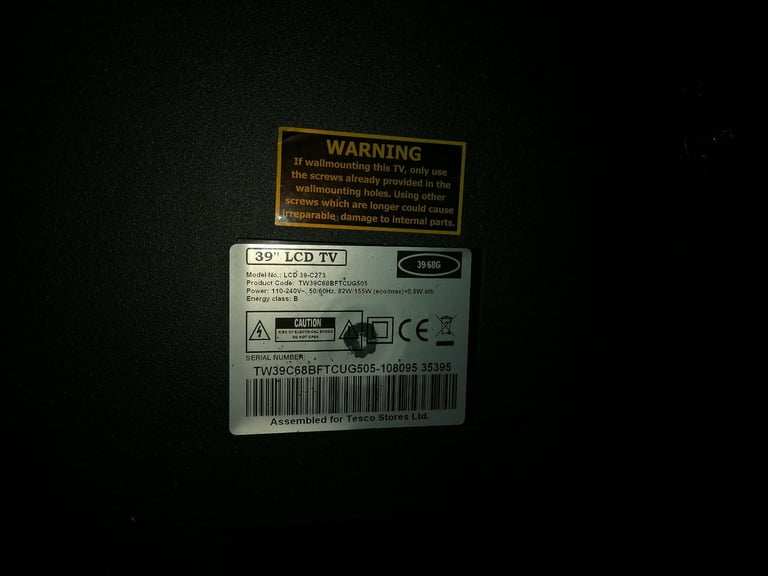 WARNING
If wallmounting this TV, only use
the screws already provided in the
wallmounting holes. Using other
screws which are longer could cause
irreparable damage to internal parts.
39" LCD TV
39/68G
Model No.: LCD 39-C273
Product Code: TW39C68BFTCUG505
Power: 110-240V~, 50/60Hz, 82W/155W (eco/max)<0.5W stb
Energy class: B
CAUTION
RISK OF ELECTRICAL SHOCK
DO NOT OPEN
CE
SERIAL NUMBER:
TW39C68BFTCUG505-108095 35395
Assembled for Tesco Stores Ltd.